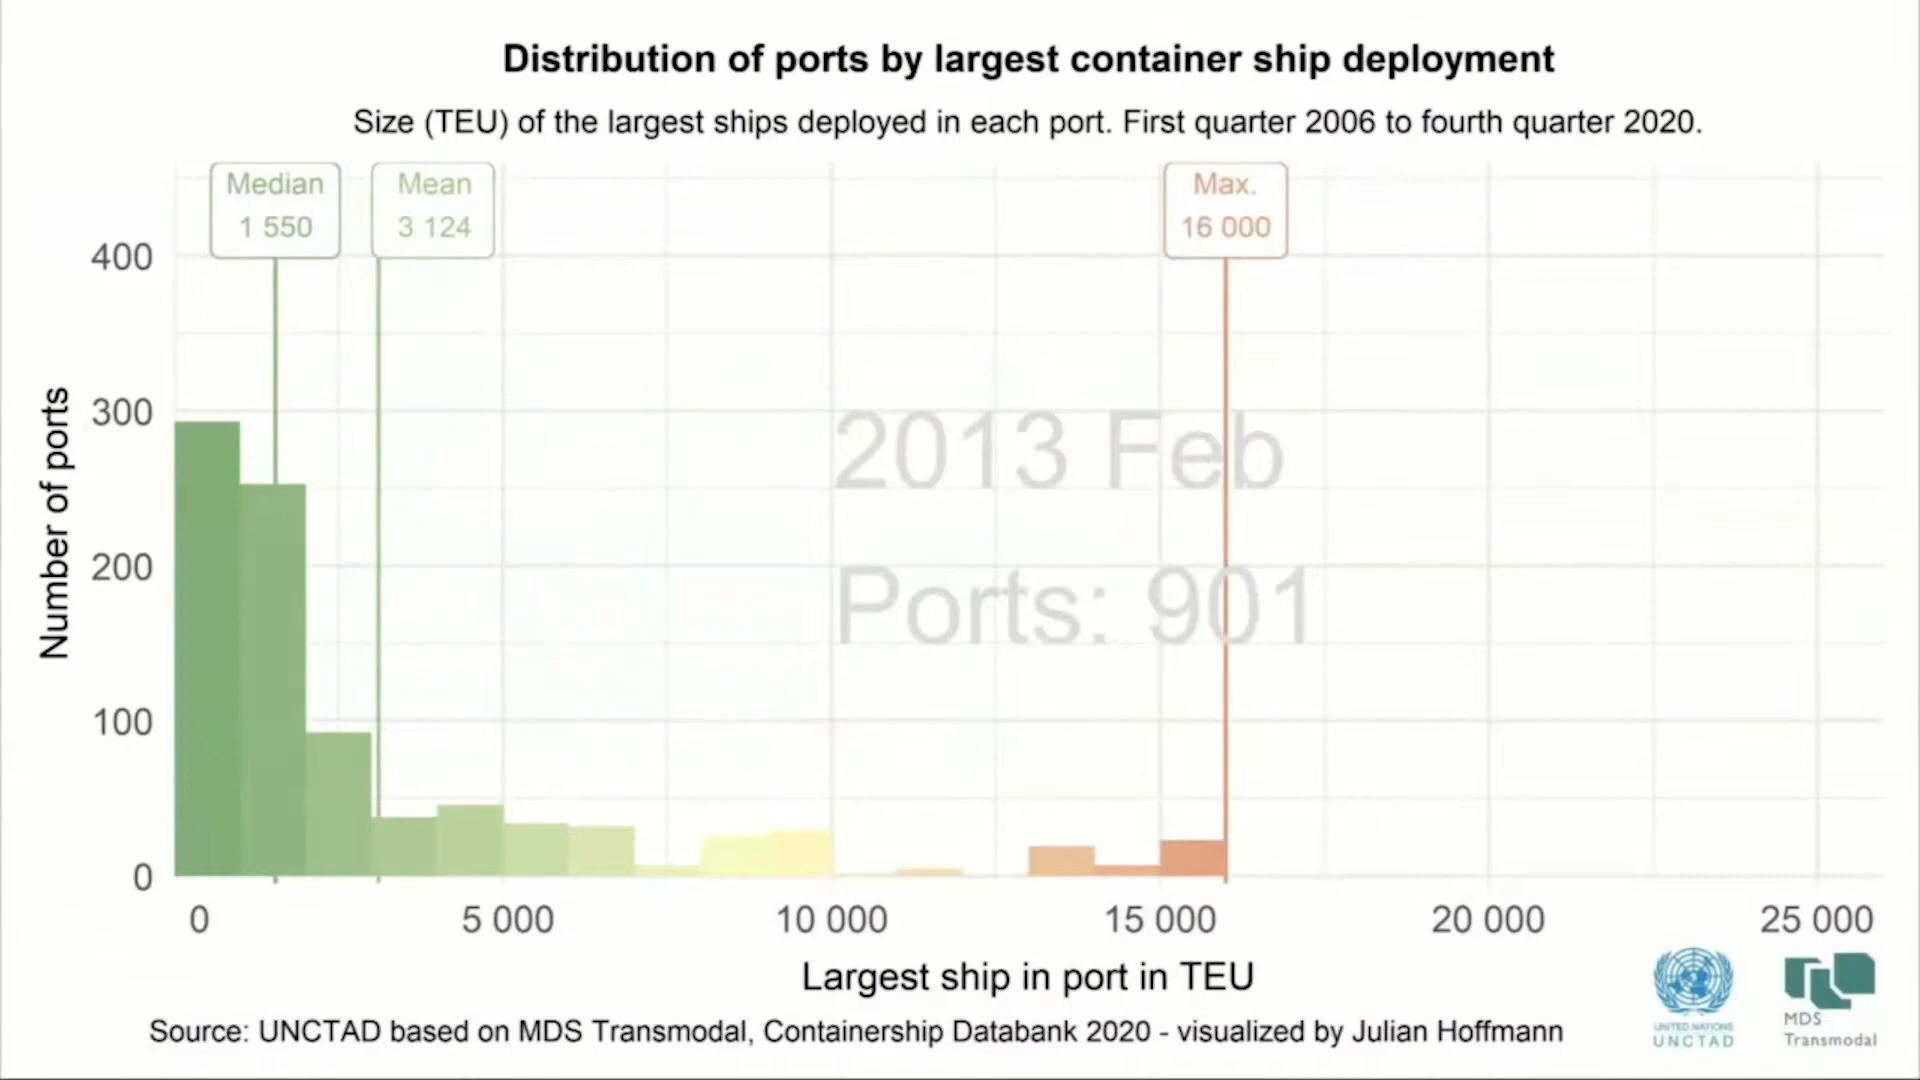 Distribution of ports by largest container ship deployment
Size (TEU) of the largest ships deployed in each port. First quarter 2006 to fourth quarter 2020.
Median
1 550
Mean
3 124
Max.
16 000
400
300
200
100
0
Number of ports
2013 Feb
Ports: 901
0
5 000
10 000
15 000
20 000
25 000
Largest ship in port in TEU
Source: UNCTAD based on MDS Transmodal, Containership Databank 2020 - visualized by Julian Hoffmann
UNITED NATIONS
UNCTAD
MDS
Transmodal